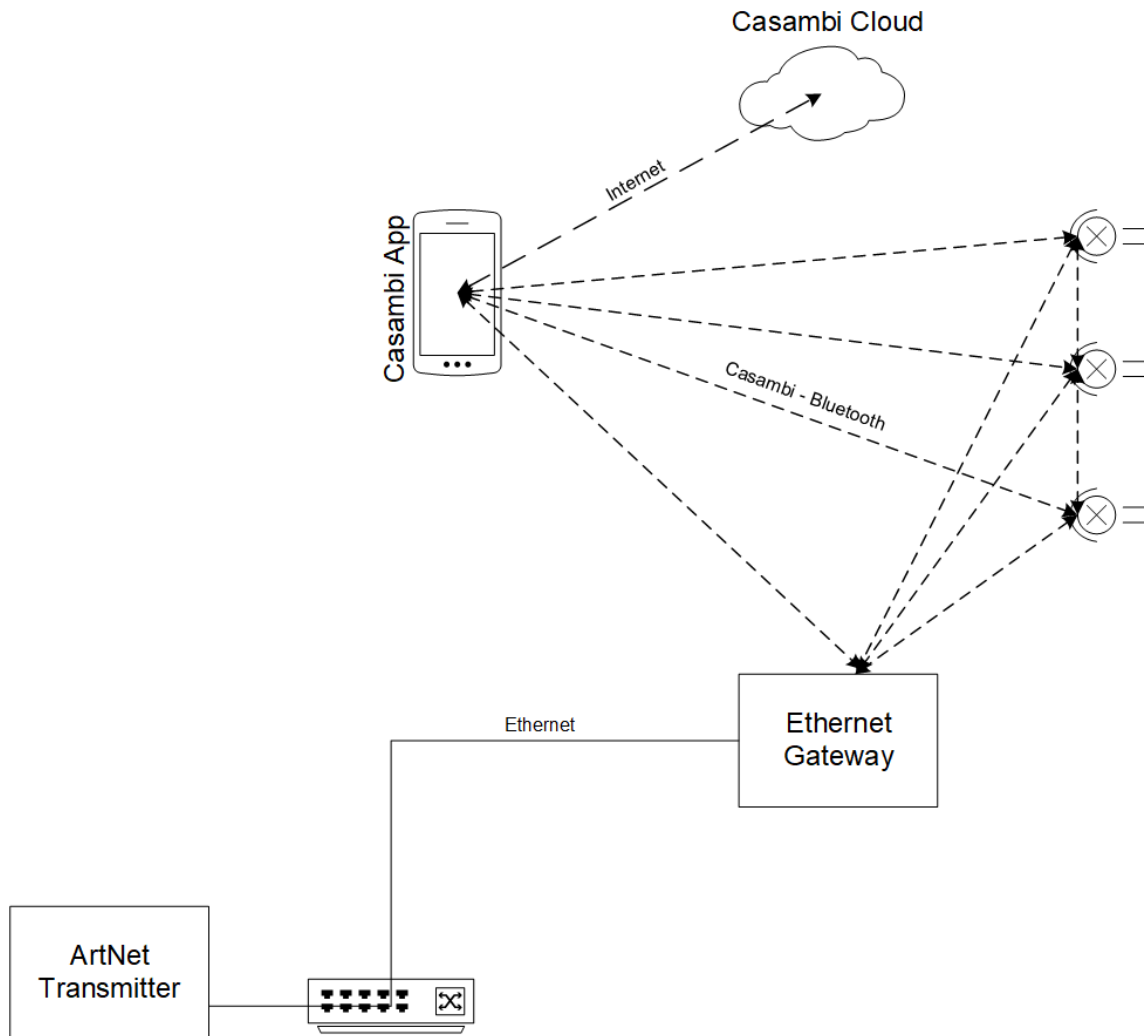 Casambi Cloud
Internet
Casambi App
Casambi - Bluetooth
Ethernet
Gateway
Ethernet
ArtNet
Transmitter